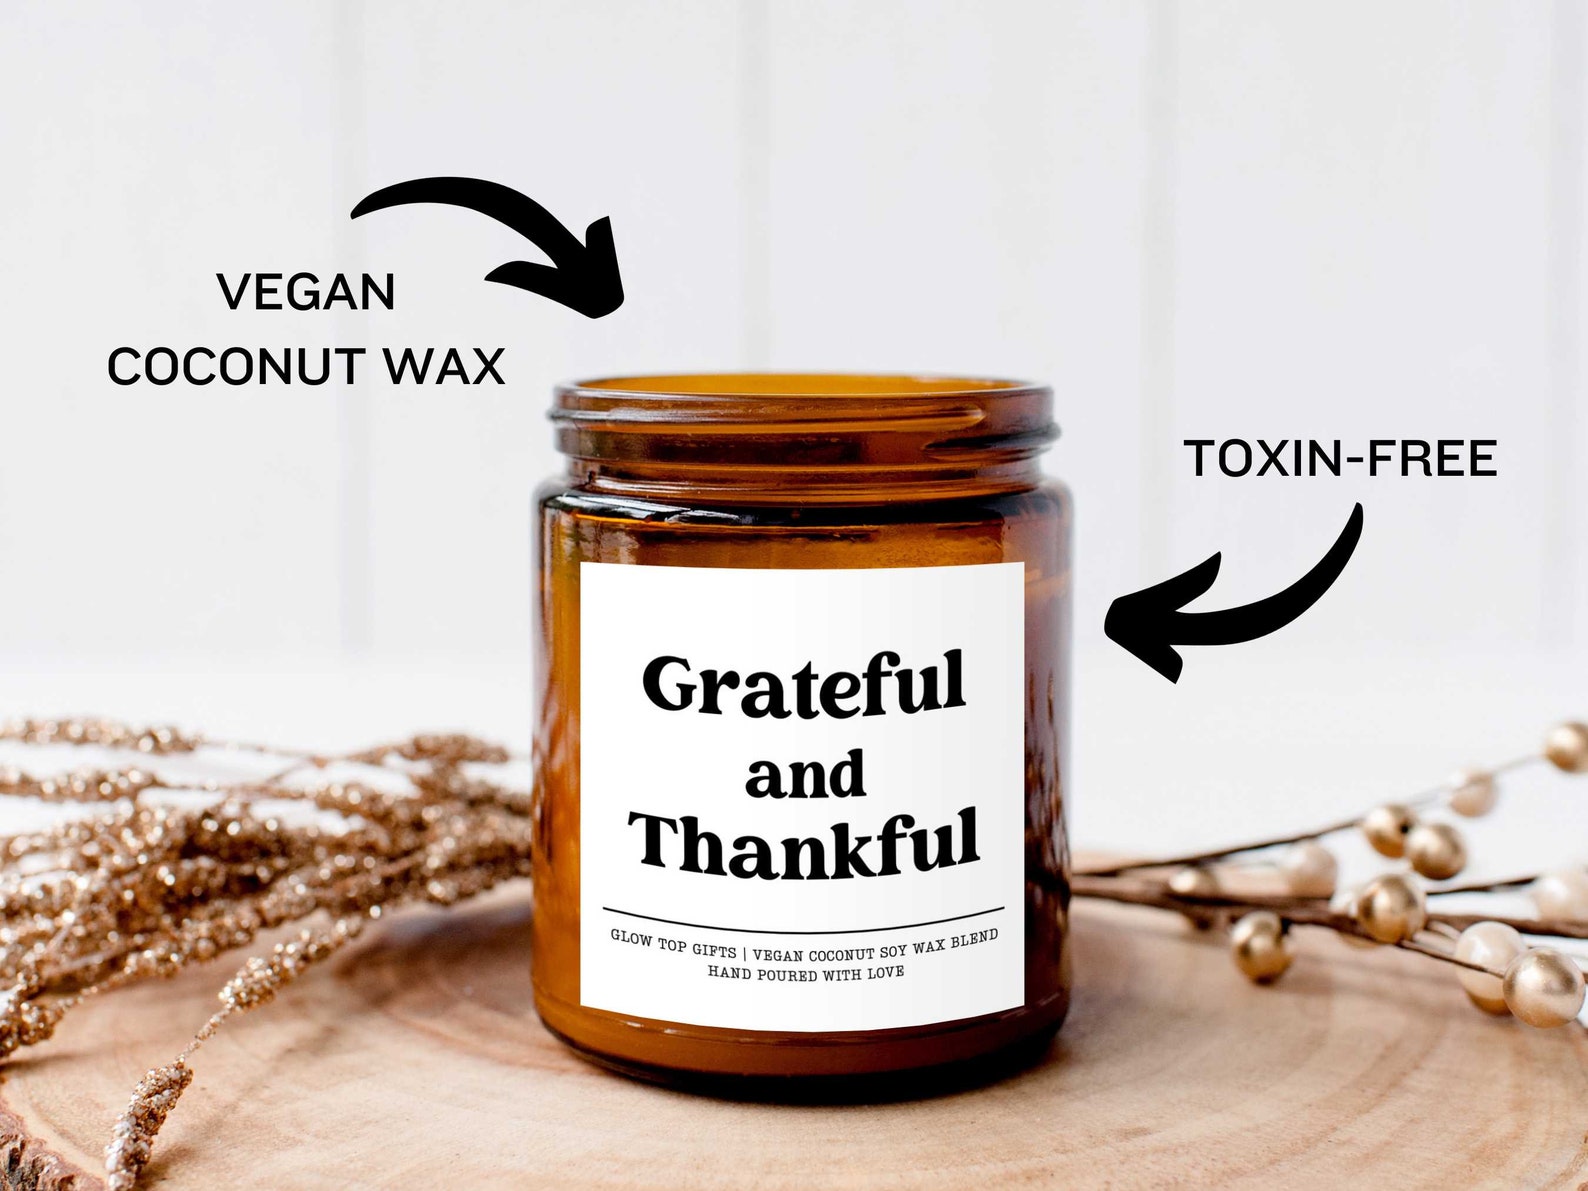 VEGAN
COCONUT WAX
TOXIN-FREE
Grateful
and
Thankful
GLOW TOP GIFTS | VEGAN COCONUT SOY WAX BLEND
HAND POURED WITH LOVE